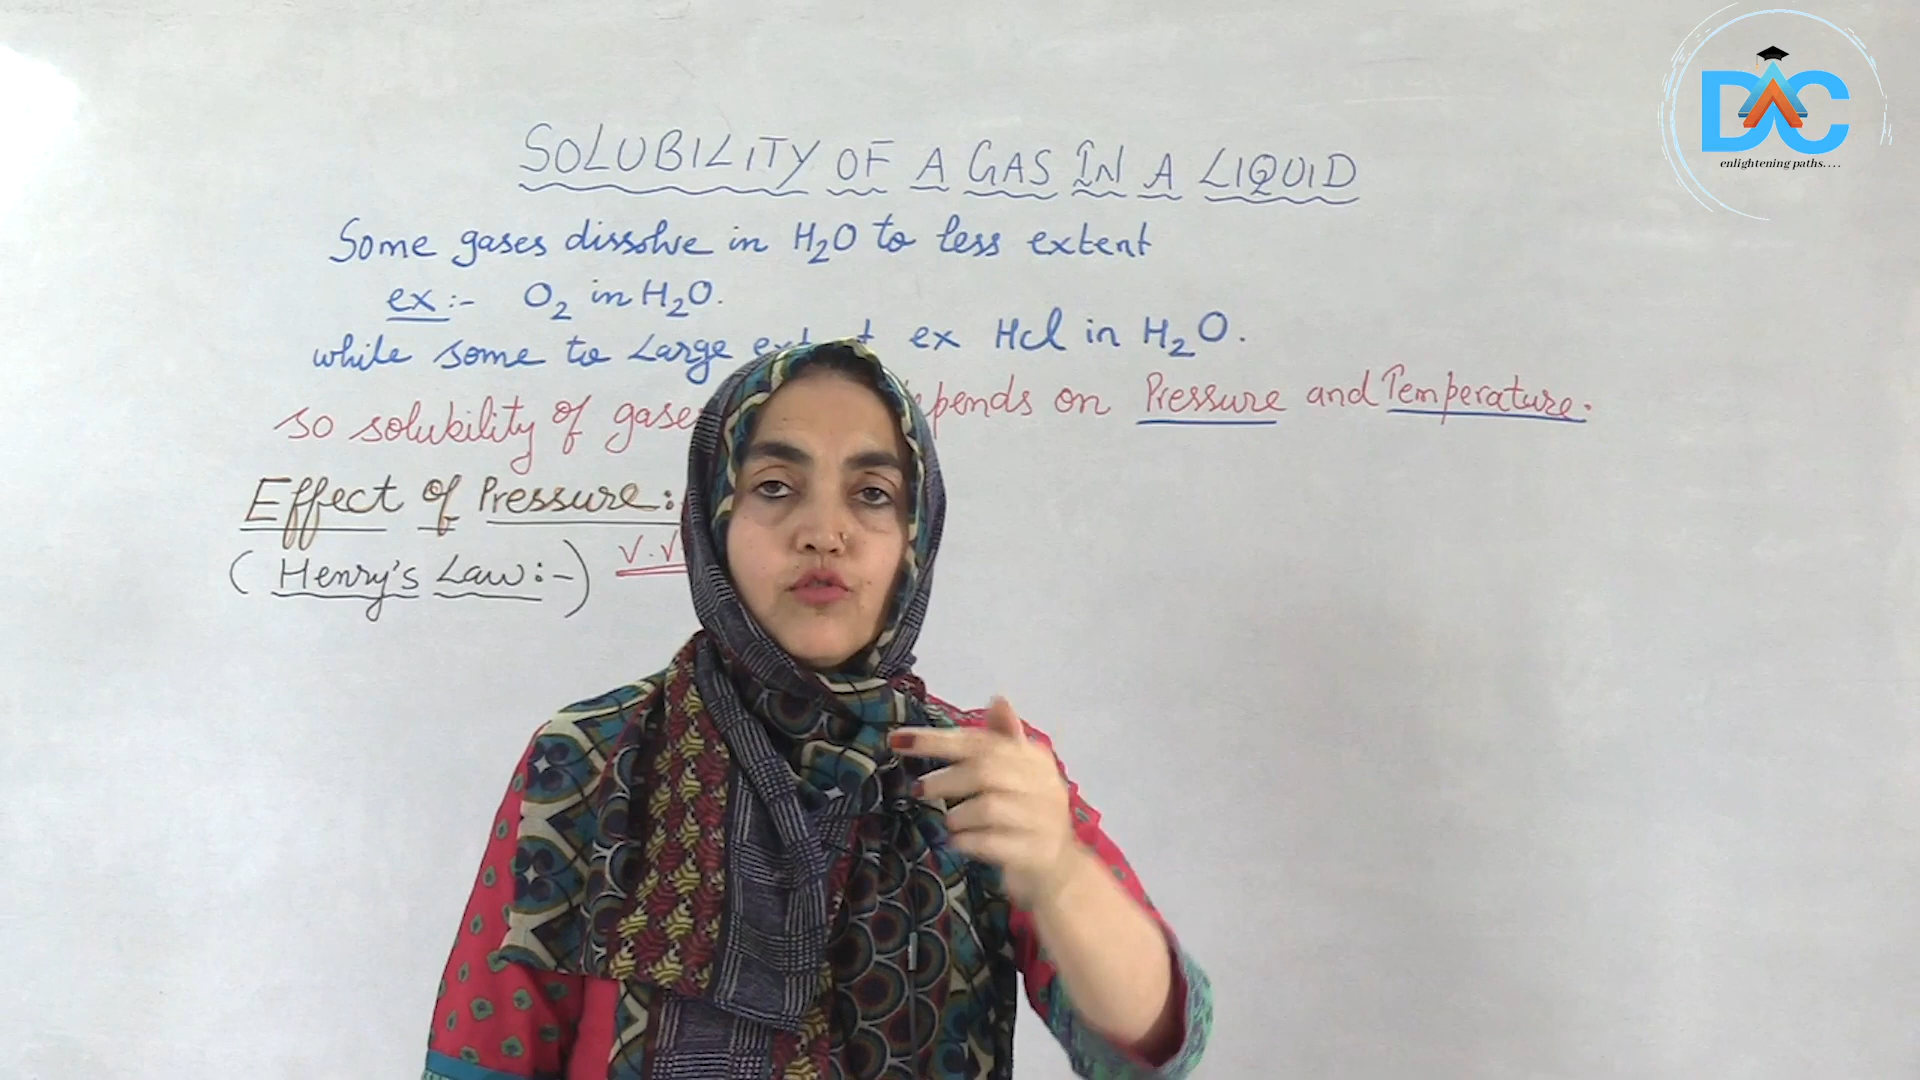 SOLUBILITY OF A GAS IN A LIQUID
Some gases dissolve in H2O to less extent
ex:- O2 in H2O.
while some to Large ex ex Hcl in H2O.
so solubility of gase pends on Pressure and Temperature.
Effect of Pressure:
(Henry's Law:-) V.V
DAC
enlightening paths....